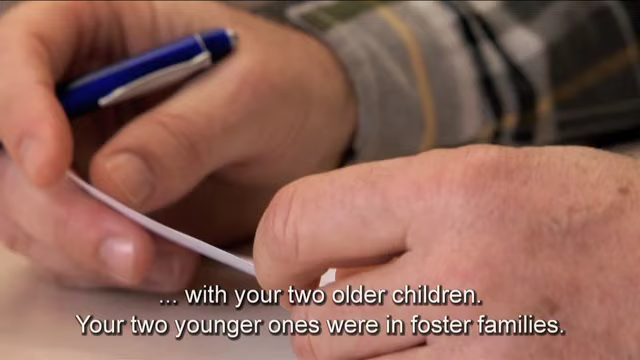 ... with your two older children.
Your two younger ones were in foster families.